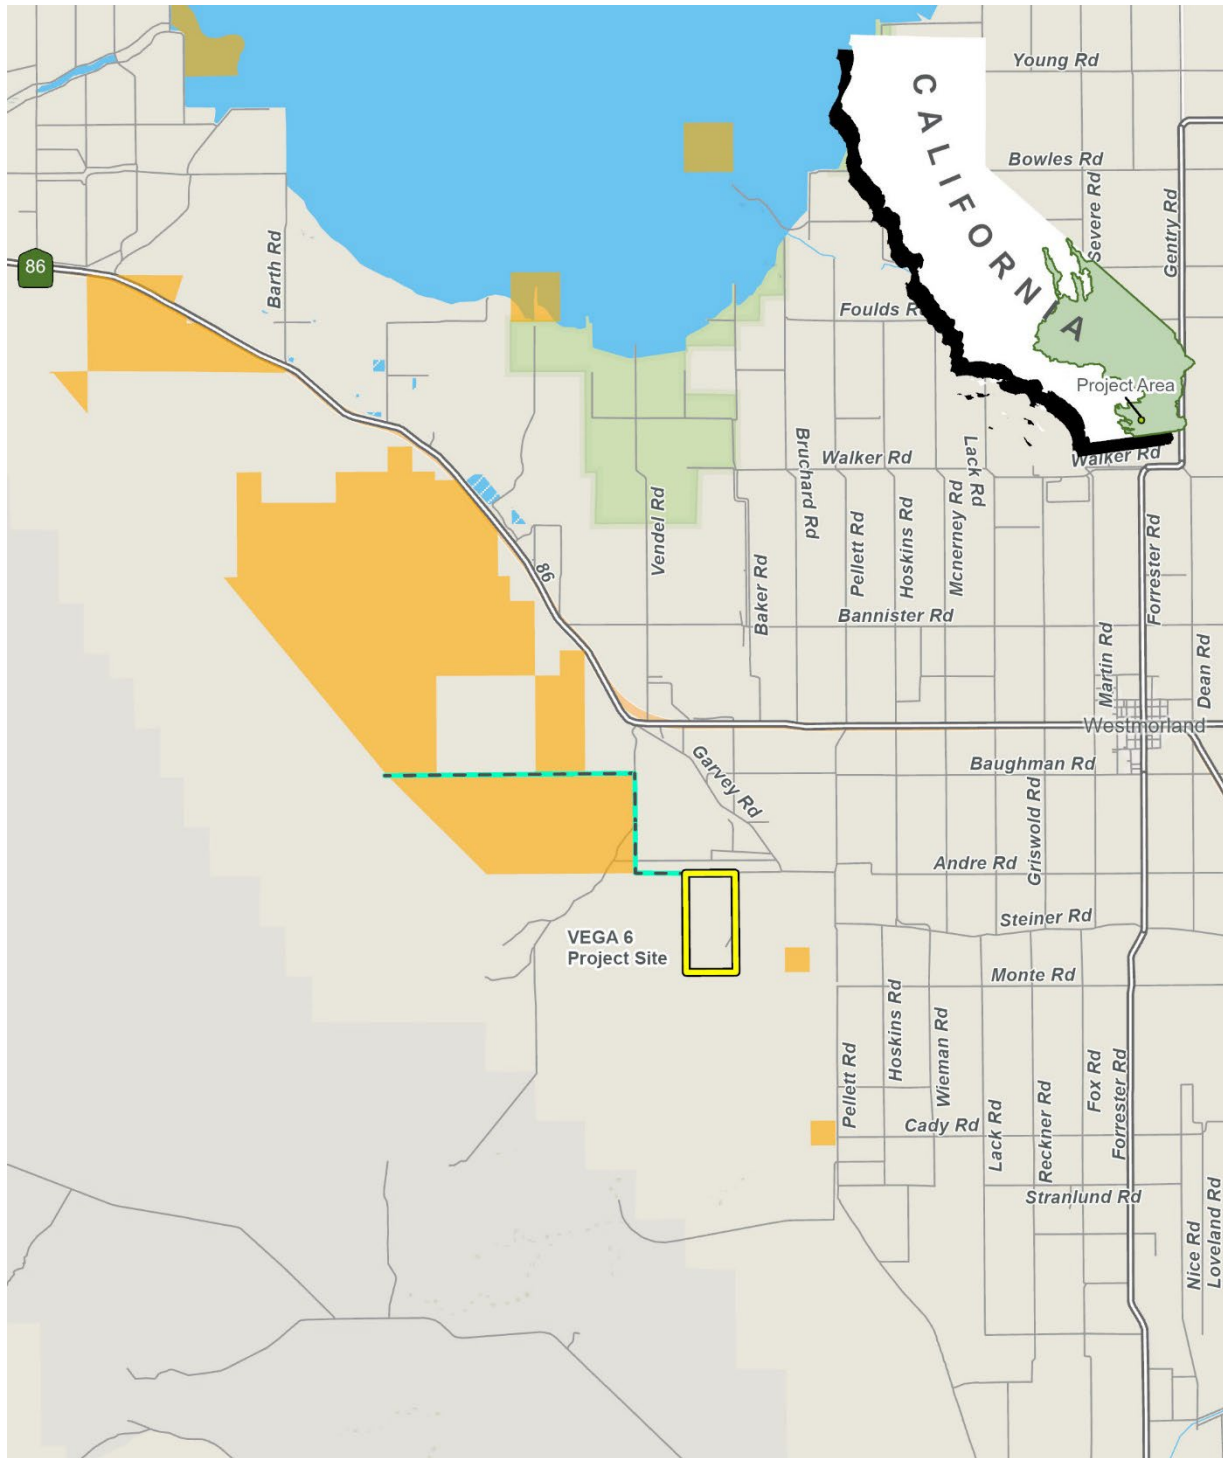 Young Rd
CALIFORNIA
Bowles Rd
Severe Rd
Gentry Rd
86
Barth Rd
Foulds R
Project Area
Walker Rd
Walker Rd
Bruchard Rd
Lack Rd
Pellett Rd
Hoskins Rd
Mcnerney Rd
Vendel Rd
86
Baker Rd
Bannister Rd
Forrester Rd
Martin Rd
Dean Rd
Westmorland
Garvey Rd
Baughman Rd
Griswold Rd
Andre Rd
Steiner Rd
VEGA 6
Project Site
Monte Rd
Hoskins Rd
Pellett Rd
Wieman Rd
Fox Rd
Forrester Rd
Cady Rd
Lack Rd
Reckner Rd
Stranlund Rd
Nice Rd
Loveland Rd